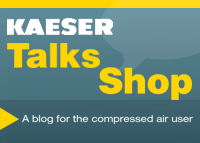 KAESER
Talks
Shop
A blog for the compressed air user